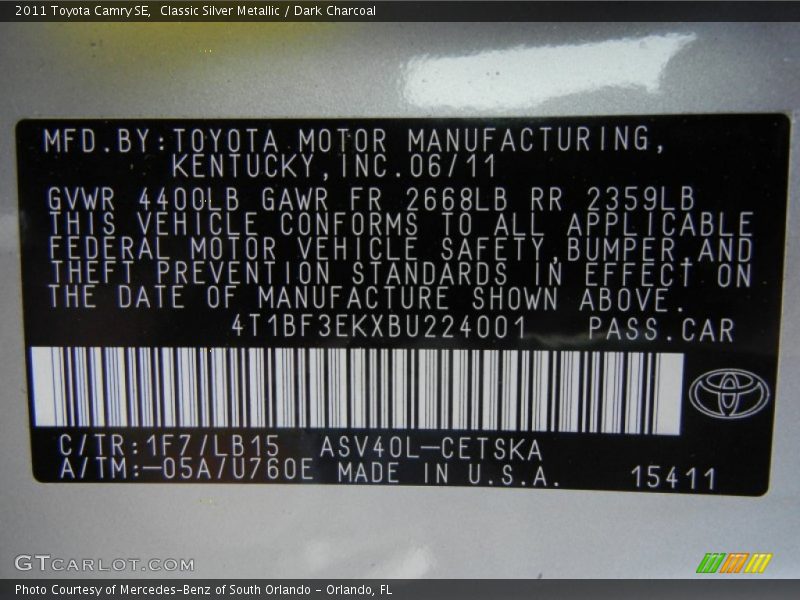 2011 Toyota Camry SE,  Classic Silver Metallic / Dark Charcoal
MFD.BY:TOYOTA MOTOR MANUFACTURING,
KENTUCKY,INC.06/11
GVWR 4400LB GAWR FR 2668LB RR 2359LB
THIS VEHICLE CONFORMS TO ALL APPLICABLE
FEDERAL MOTOR VEHICLE SAFETY,BUMPER,AND
THEFT PREVENTION STANDARDS IN EFFECT ON
THE DATE OF MANUFACTURE SHOWN ABOVE.
4T1BF3EKXBU224001 PASS.CAR
C/TR:1F7/LB15 ASV40L-CETSKA
A/TM:-05A/U760E MADE IN U.S.A. 15411
GTCARLOT.COM
Photo Courtesy of Mercedes-Benz of South Orlando - Orlando, FL